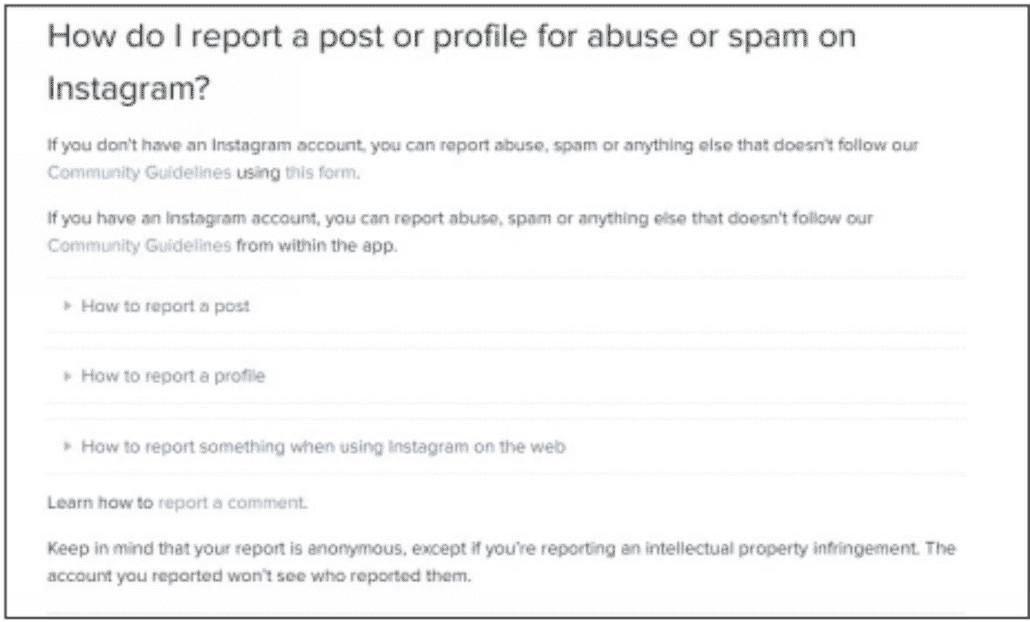 How do I report a post or profile for abuse or spam on
Instagram?
If you don't have an Instagram account, you can report abuse, spam or anything else that doesn't follow our
Community Guidelines using this form.
If you have an Instagram account, you can report abuse, spam or anything else that doesn't follow our
Community Guidelines from within the app.
How to report a post
How to report a profile
How to report something when using Instagram on the web
Learn how to report a comment.
Keep in mind that your report is anonymous, except if you're reporting an intellectual property infringement. The
account you reported won't see who reported them.